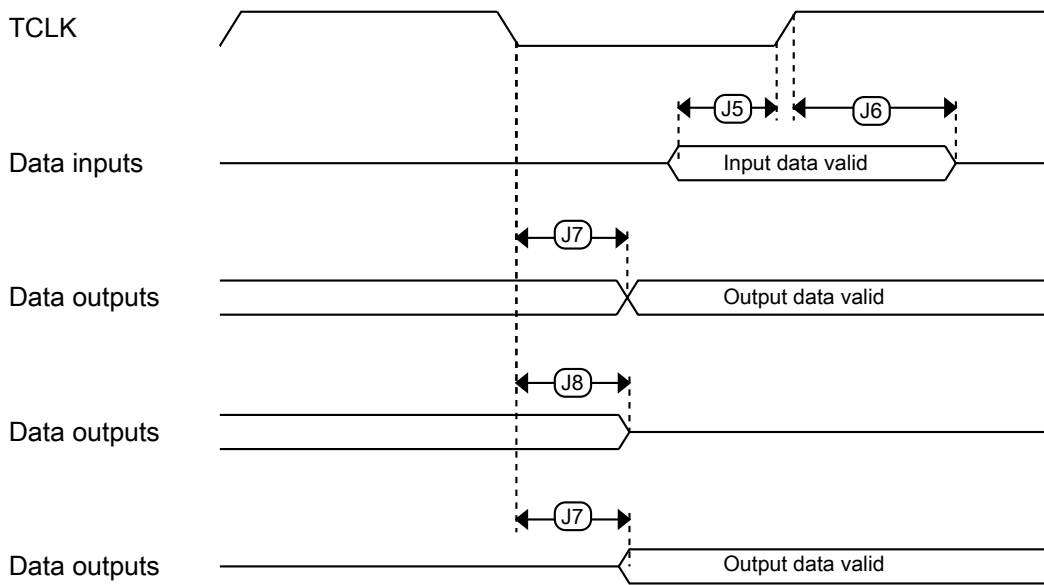 TCLK
J5
J6
Data inputs
Input data valid
J7
Data outputs
Output data valid
J8
Data outputs
J7
Data outputs
Output data valid